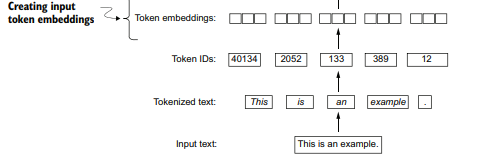 Creating input
token embeddings
Token embeddings:
Token IDs: 40134 2052 133 389 12
Tokenized text: This is an example .
Input text: This is an example.